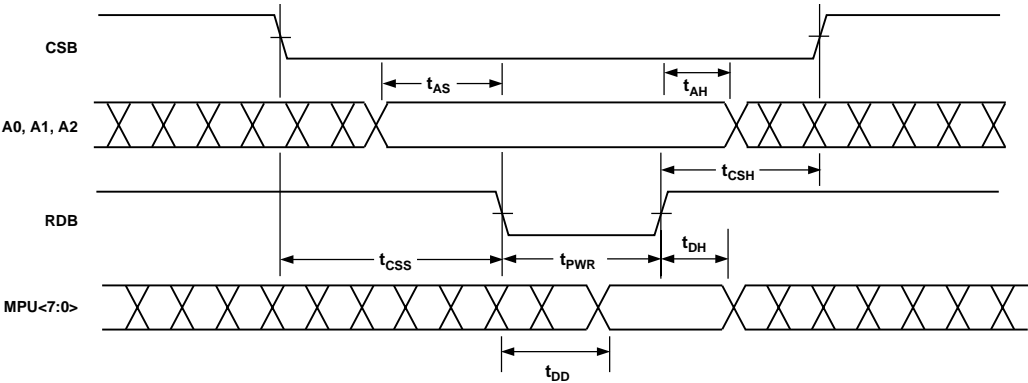 CSB
tAS
tAH
A0, A1, A2
tCSH
RDB
tCSS
tPWR
tDH
MPU<7:0>
tDD